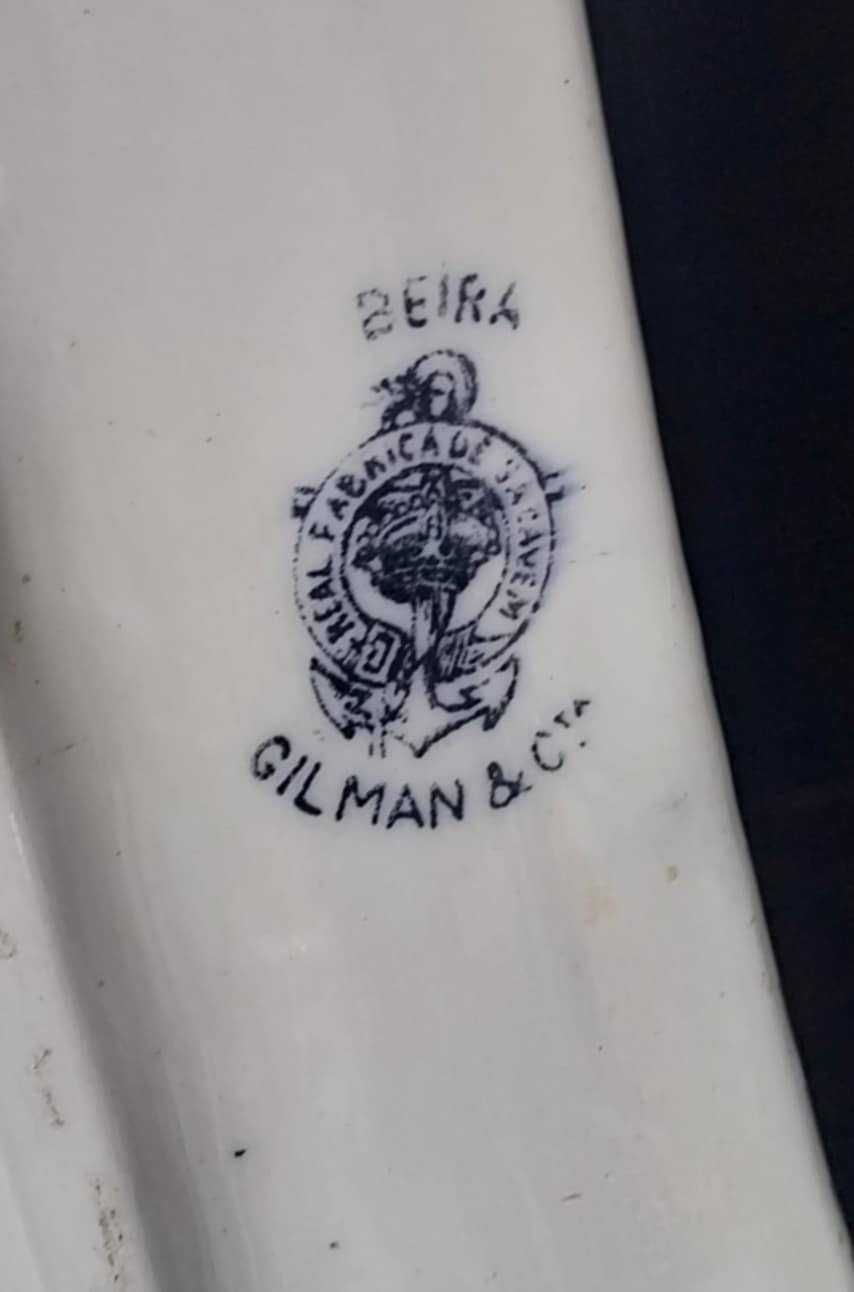 BEIRA
REAL FABRICA DE SACAVEM
GILMAN & Cᵀᴬ